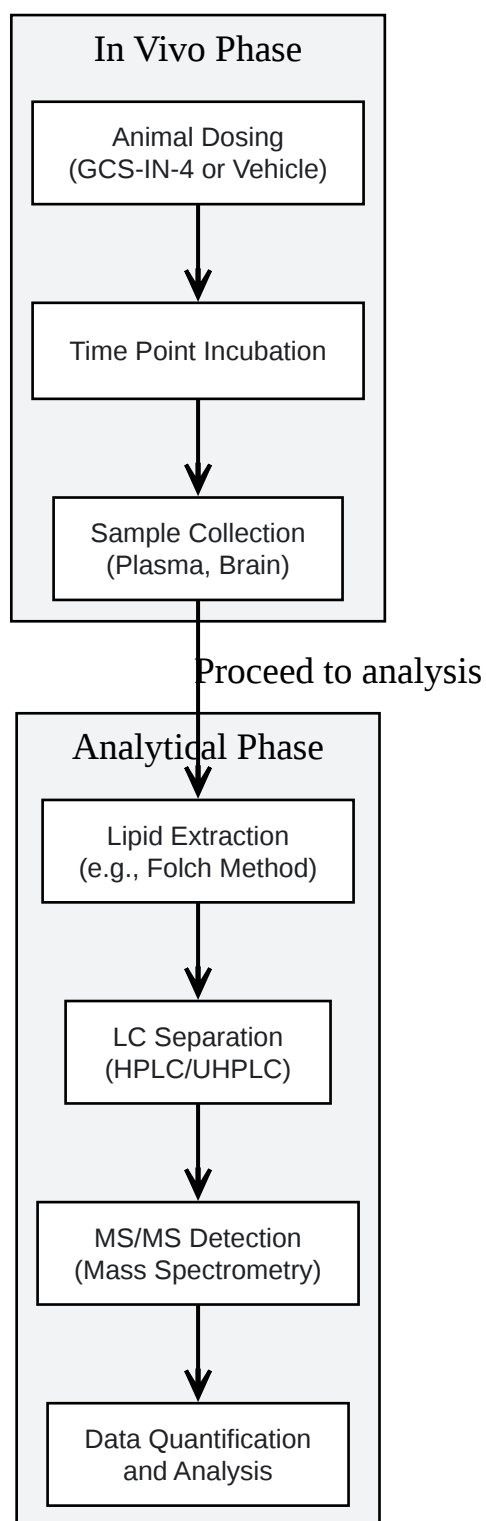 In Vivo Phase
Animal Dosing
(GCS-IN-4 or Vehicle)
Time Point Incubation
Sample Collection
(Plasma, Brain)
Proceed to analysis
Analytical Phase
Lipid Extraction
(e.g., Folch Method)
LC Separation
(HPLC/UHPLC)
MS/MS Detection
(Mass Spectrometry)
Data Quantification
and Analysis